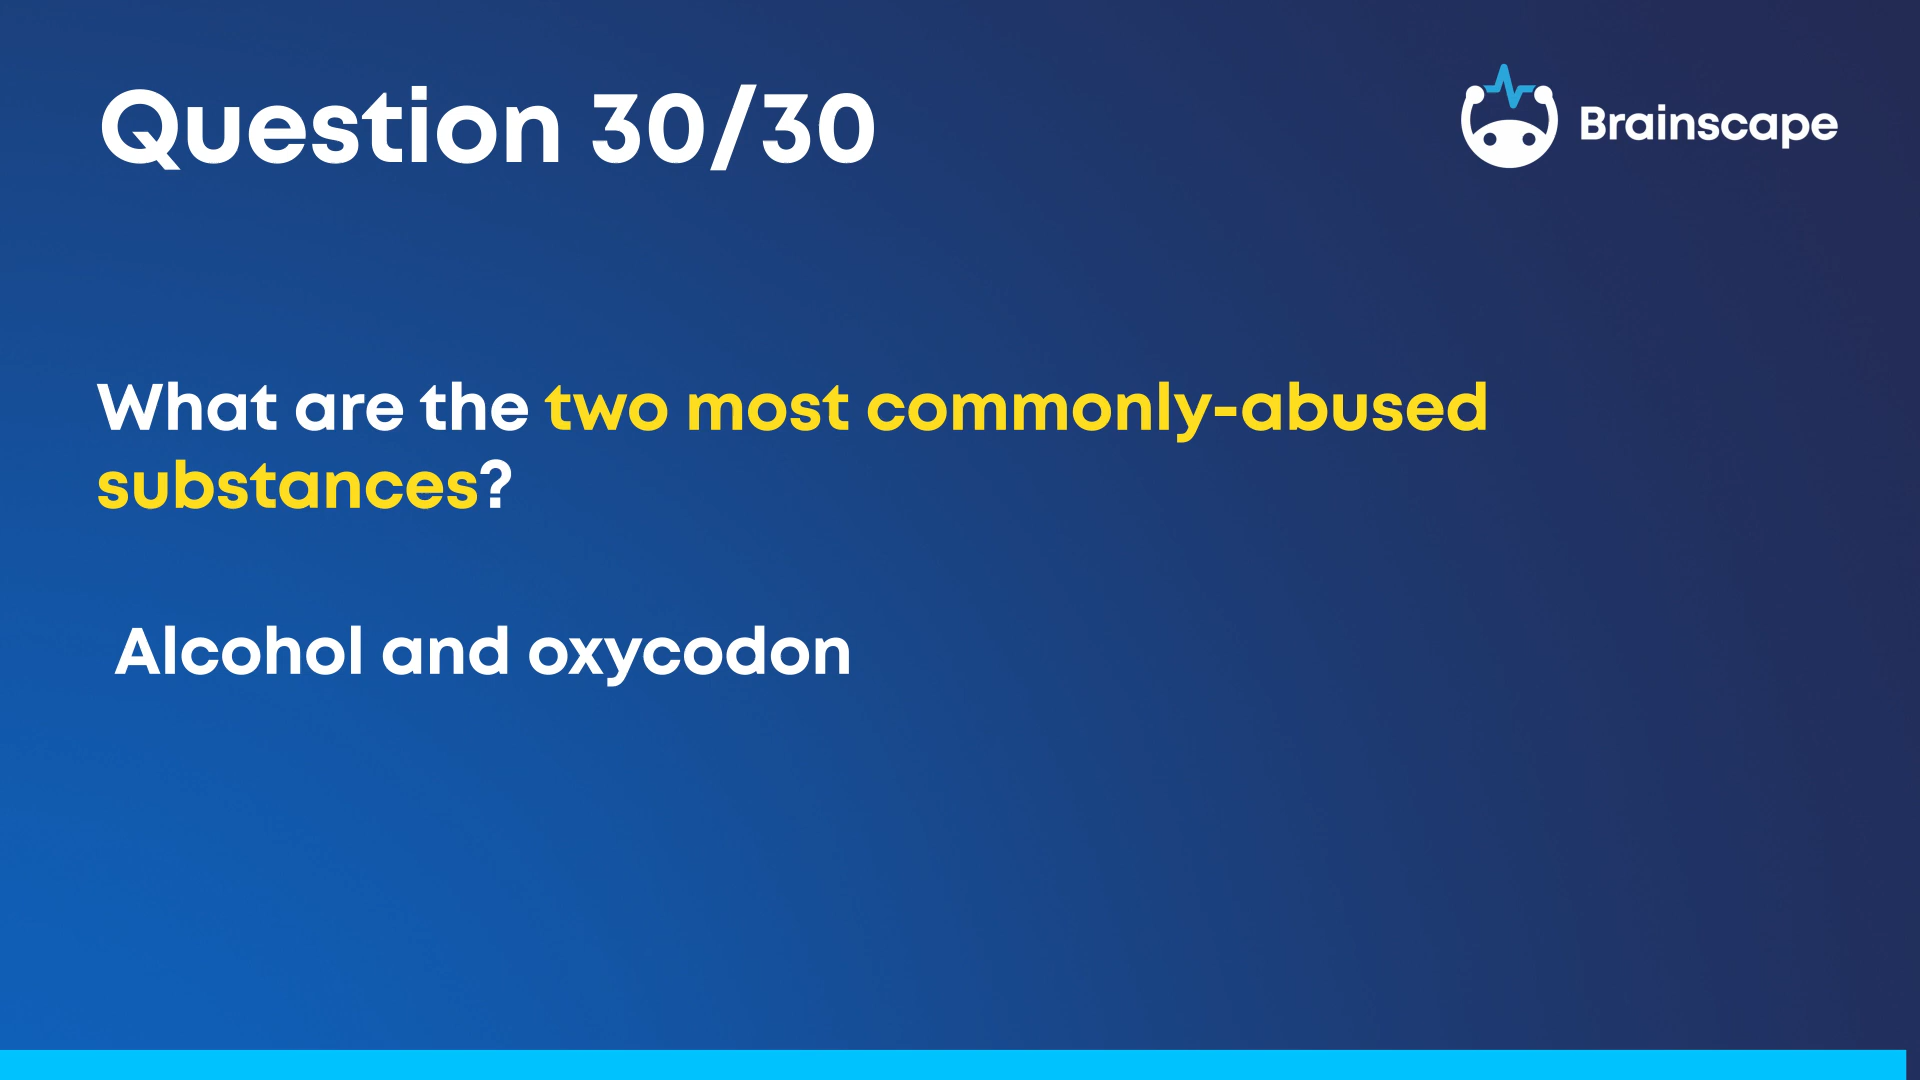 Question 30/30
Brainscape
What are the two most commonly-abused
substances?
Alcohol and oxycodon